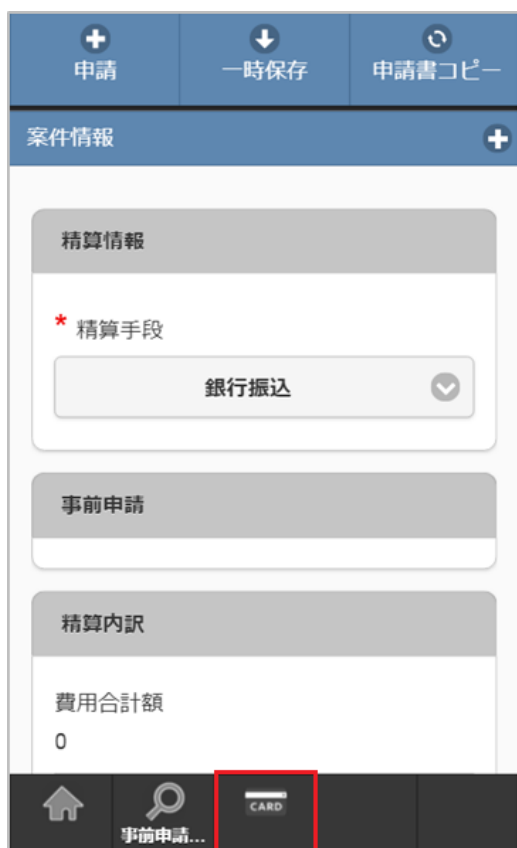 申請 一時保存 申請書コピー
案件情報
精算情報
* 精算手段
銀行振込
事前申請
精算内訳
費用合計額
0
CARD
事前申請...